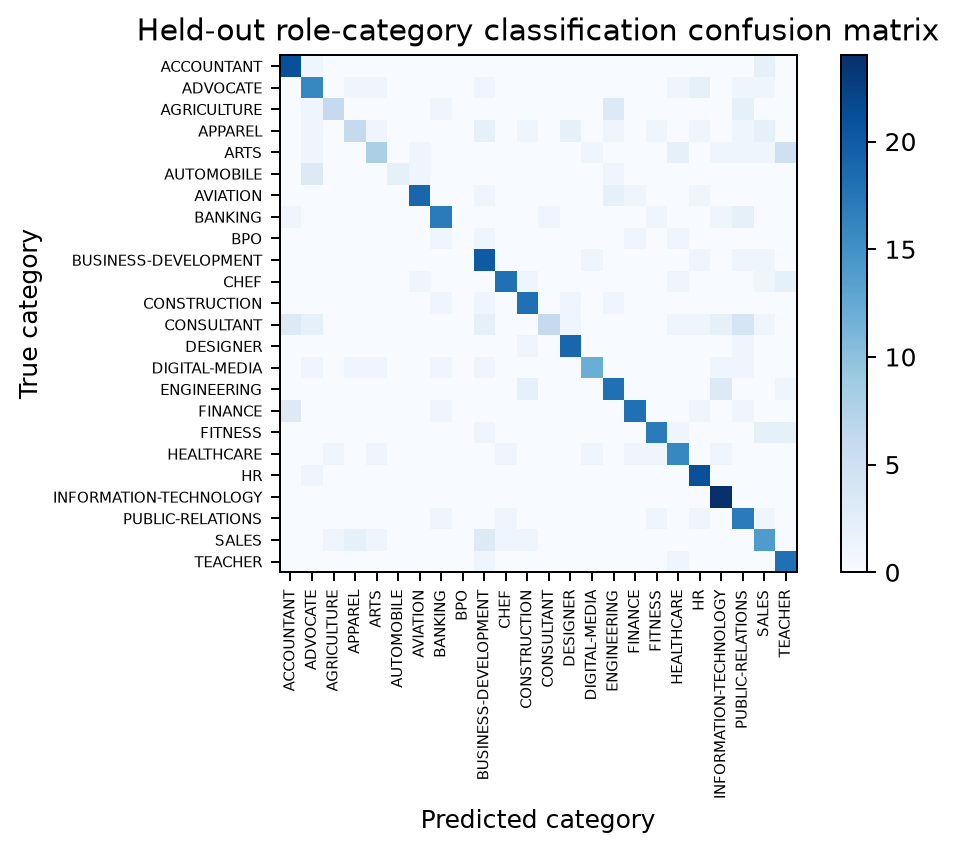 Held-out role-category classification confusion matrix
True category
ACCOUNTANT
ADVOCATE
AGRICULTURE
APPAREL
ARTS
AUTOMOBILE
AVIATION
BANKING
BPO
BUSINESS-DEVELOPMENT
CHEF
CONSTRUCTION
CONSULTANT
DESIGNER
DIGITAL-MEDIA
ENGINEERING
FINANCE
FITNESS
HEALTHCARE
HR
INFORMATION-TECHNOLOGY
PUBLIC-RELATIONS
SALES
TEACHER
ACCOUNTANT
ADVOCATE
AGRICULTURE
APPAREL
ARTS
AUTOMOBILE
AVIATION
BANKING
BPO
BUSINESS-DEVELOPMENT
CHEF
CONSTRUCTION
CONSULTANT
DESIGNER
DIGITAL-MEDIA
ENGINEERING
FINANCE
FITNESS
HEALTHCARE
HR
INFORMATION-TECHNOLOGY
PUBLIC-RELATIONS
SALES
TEACHER
Predicted category
20
15
10
5
0